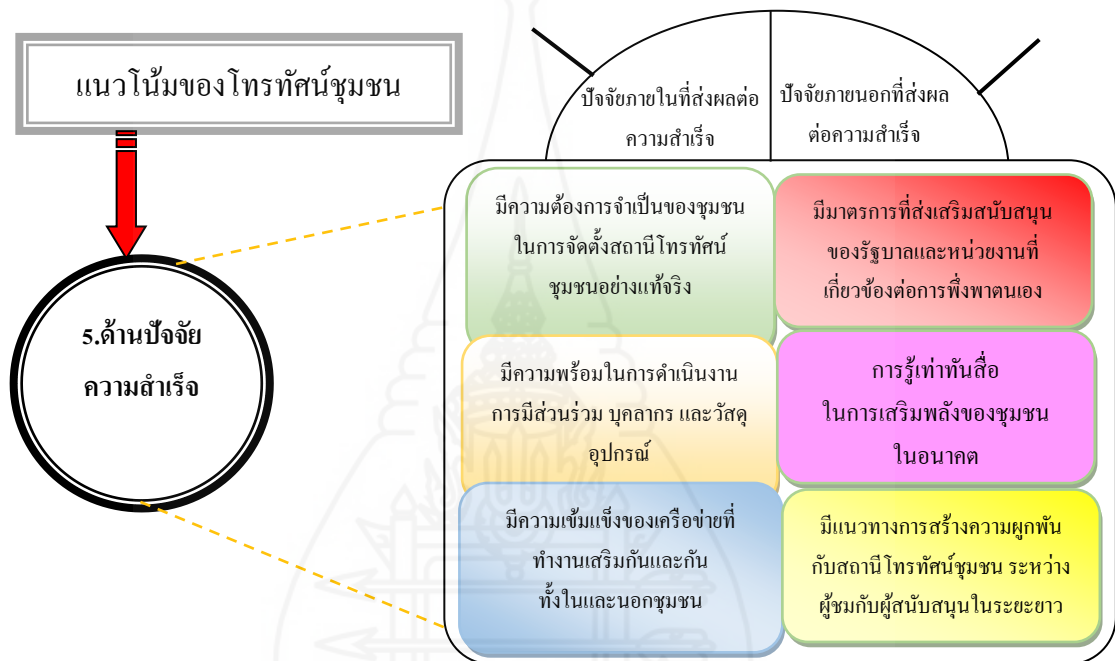 แนวโน้มของโทรทัศน์ชุมชน
5.ด้านปัจจัย
ความสำเร็จ
ปัจจัยภายในที่ส่งผลต่อ
ความสำเร็จ
ปัจจัยภายนอกที่ส่งผล
ต่อความสำเร็จ
มีความต้องการจำเป็นของชุมชน
ในการจัดตั้งสถานีโทรทัศน์
ชุมชนอย่างแท้จริง
มีมาตรการที่ส่งเสริมสนับสนุน
ของรัฐบาลและหน่วยงานที่
เกี่ยวข้องต่อการพึ่งพาตนเอง
มีความพร้อมในการดำเนินงาน
การมีส่วนร่วม บุคลากร และวัสดุ
อุปกรณ์
การรู้เท่าทันสื่อ
ในการเสริมพลังของชุมชน
ในอนาคต
มีความเข้มแข็งของเครือข่ายที่
ทำงานเสริมกันและกัน
ทั้งในและนอกชุมชน
มีแนวทางการสร้างความผูกพัน
กับสถานีโทรทัศน์ชุมชน ระหว่าง
ผู้ชมกับผู้สนับสนุนในระยะยาว